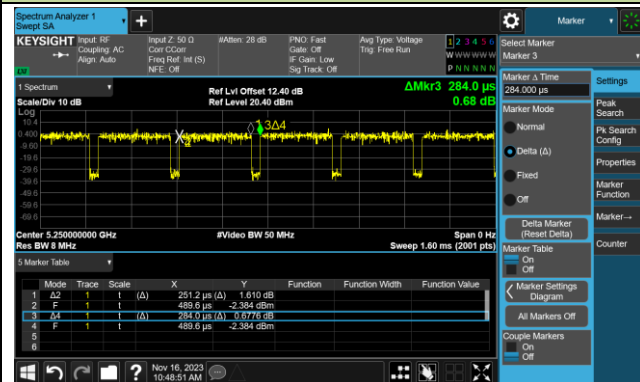 Spectrum Analyzer 1
Swept SA
Marker
KEYSIGHT
Input: RF
Coupling: AC
Align: Auto
Input Z: 50 Ω
Corr CCorr
Freq Ref: Int (S)
NFE: Off
#Atten: 28 dB
PNO: Fast
Gate: Off
IF Gain: Low
Sig Track: Off
Avg Type: Voltage
Trig: Free Run
1 2 3 4 5 6
W W W W W W
P N N N N N
Select Marker
Marker 3
1 Spectrum
Scale/Div 10 dB
Log
Ref Lvl Offset 12.40 dB
Ref Level 20.40 dBm
ΔMkr3 284.0 µs
0.68 dB
10.4
0.400
-9.60
-19.6
-29.6
-39.6
-49.6
-59.6
-69.6
3Δ4
Center 5.250000000 GHz
Res BW 8 MHz
#Video BW 50 MHz
Span 0 Hz
Sweep 1.60 ms (2001 pts)
5 Marker Table
Mode Trace Scale X Y Function Function Width Function Value
1 Δ2 1 t (Δ) 251.2 µs (Δ) 1.610 dB
2 F 1 t 489.6 µs -2.384 dBm
3 Δ4 1 t (Δ) 284.0 µs (Δ) 0.6776 dB
4 F 1 t 489.6 µs -2.384 dBm
5
6
Marker Δ Time
284.000 µs
Marker Mode
Normal
Delta (Δ)
Fixed
Off
Delta Marker
(Reset Delta)
Marker Table
On
Off
Marker Settings
Diagram
All Markers Off
Couple Markers
On
Off
Settings
Peak
Search
Pk Search
Config
Properties
Marker
Function
Marker→
Counter
Nov 16, 2023
10:48:51 AM